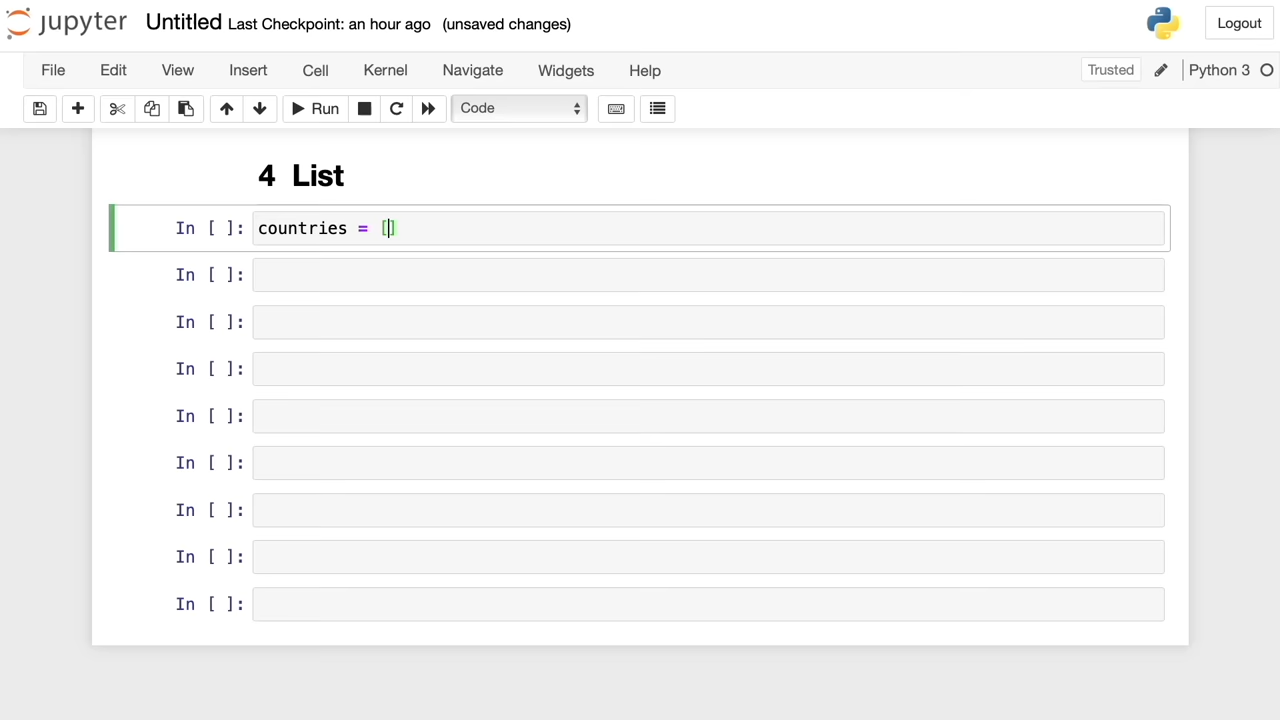 jupyter Untitled Last Checkpoint: an hour ago (unsaved changes) Logout
File Edit View Insert Cell Kernel Navigate Widgets Help Trusted Python 3
Run Code
4 List
In [ ]: countries = []
In [ ]:
In [ ]:
In [ ]:
In [ ]:
In [ ]:
In [ ]:
In [ ]:
In [ ]: